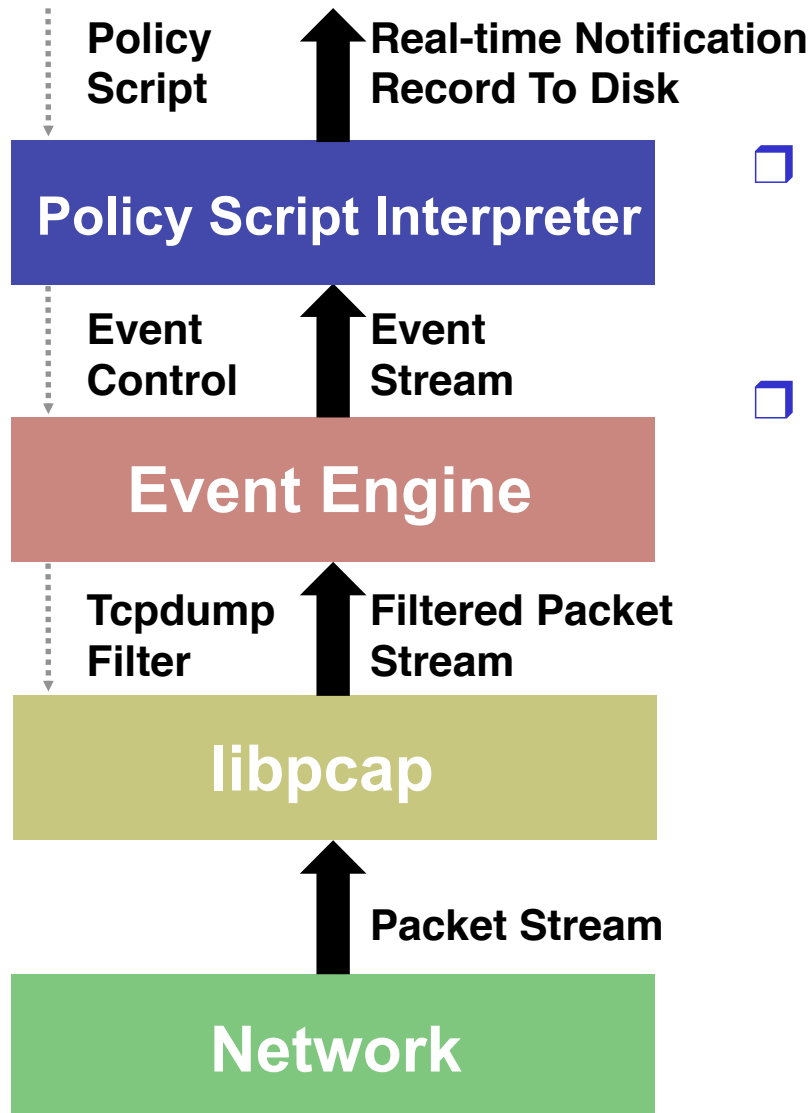 Policy
Script
Real-time Notification
Record To Disk
Policy Script Interpreter
Event
Control
Event
Stream
Event Engine
Tcpdump
Filter
Filtered Packet
Stream
libpcap
Packet Stream
Network